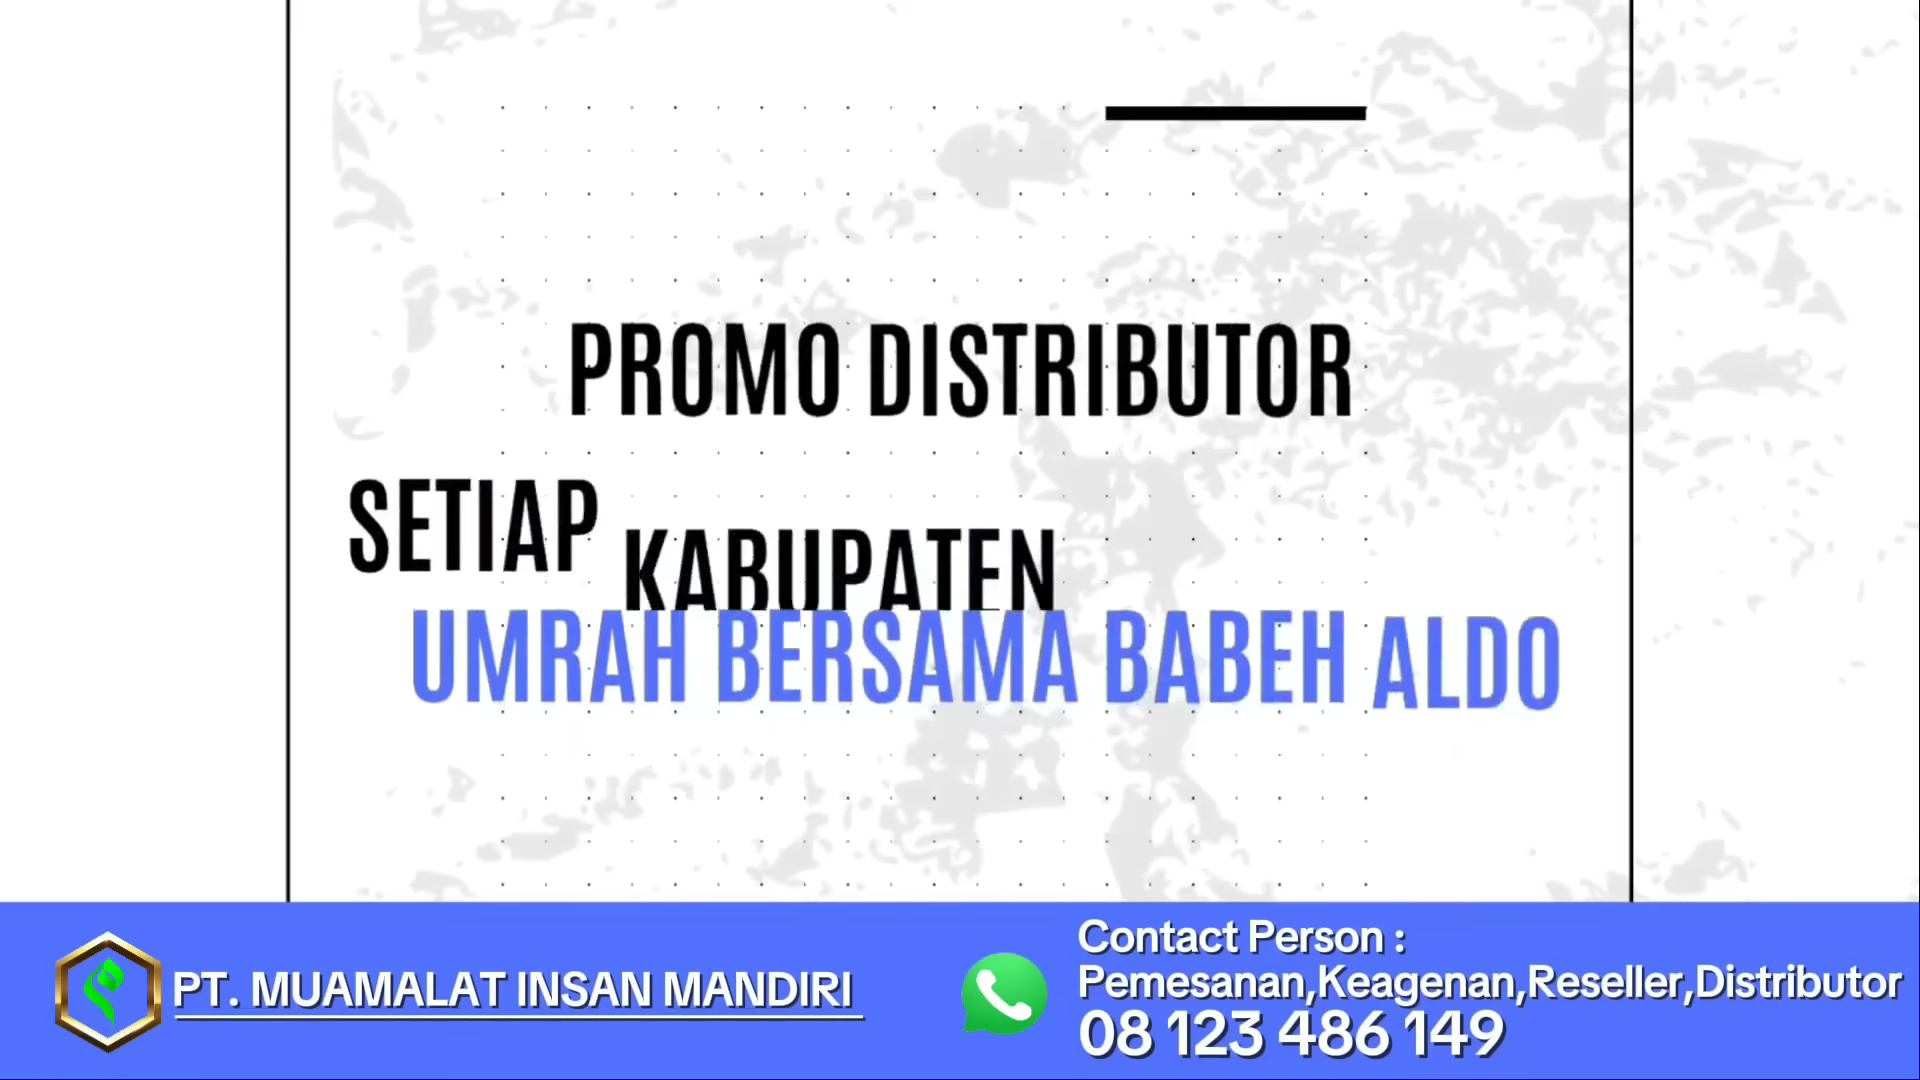 PROMO DISTRIBUTOR
SETIAP KABUPATEN
UMRAH BERSAMA BABEH ALDO
PT. MUAMALAT INSAN MANDIRI
Contact Person :
Pemesanan,Keagenan,Reseller,Distributor
08 123 486 149